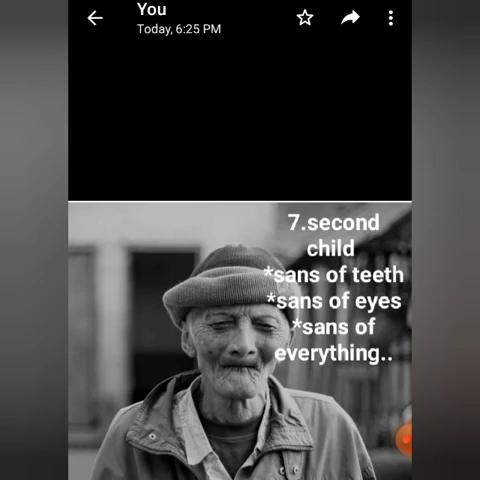 You
Today, 6:25 PM
7.second
child
*sans of teeth
*sans of eyes
*sans of
everything..